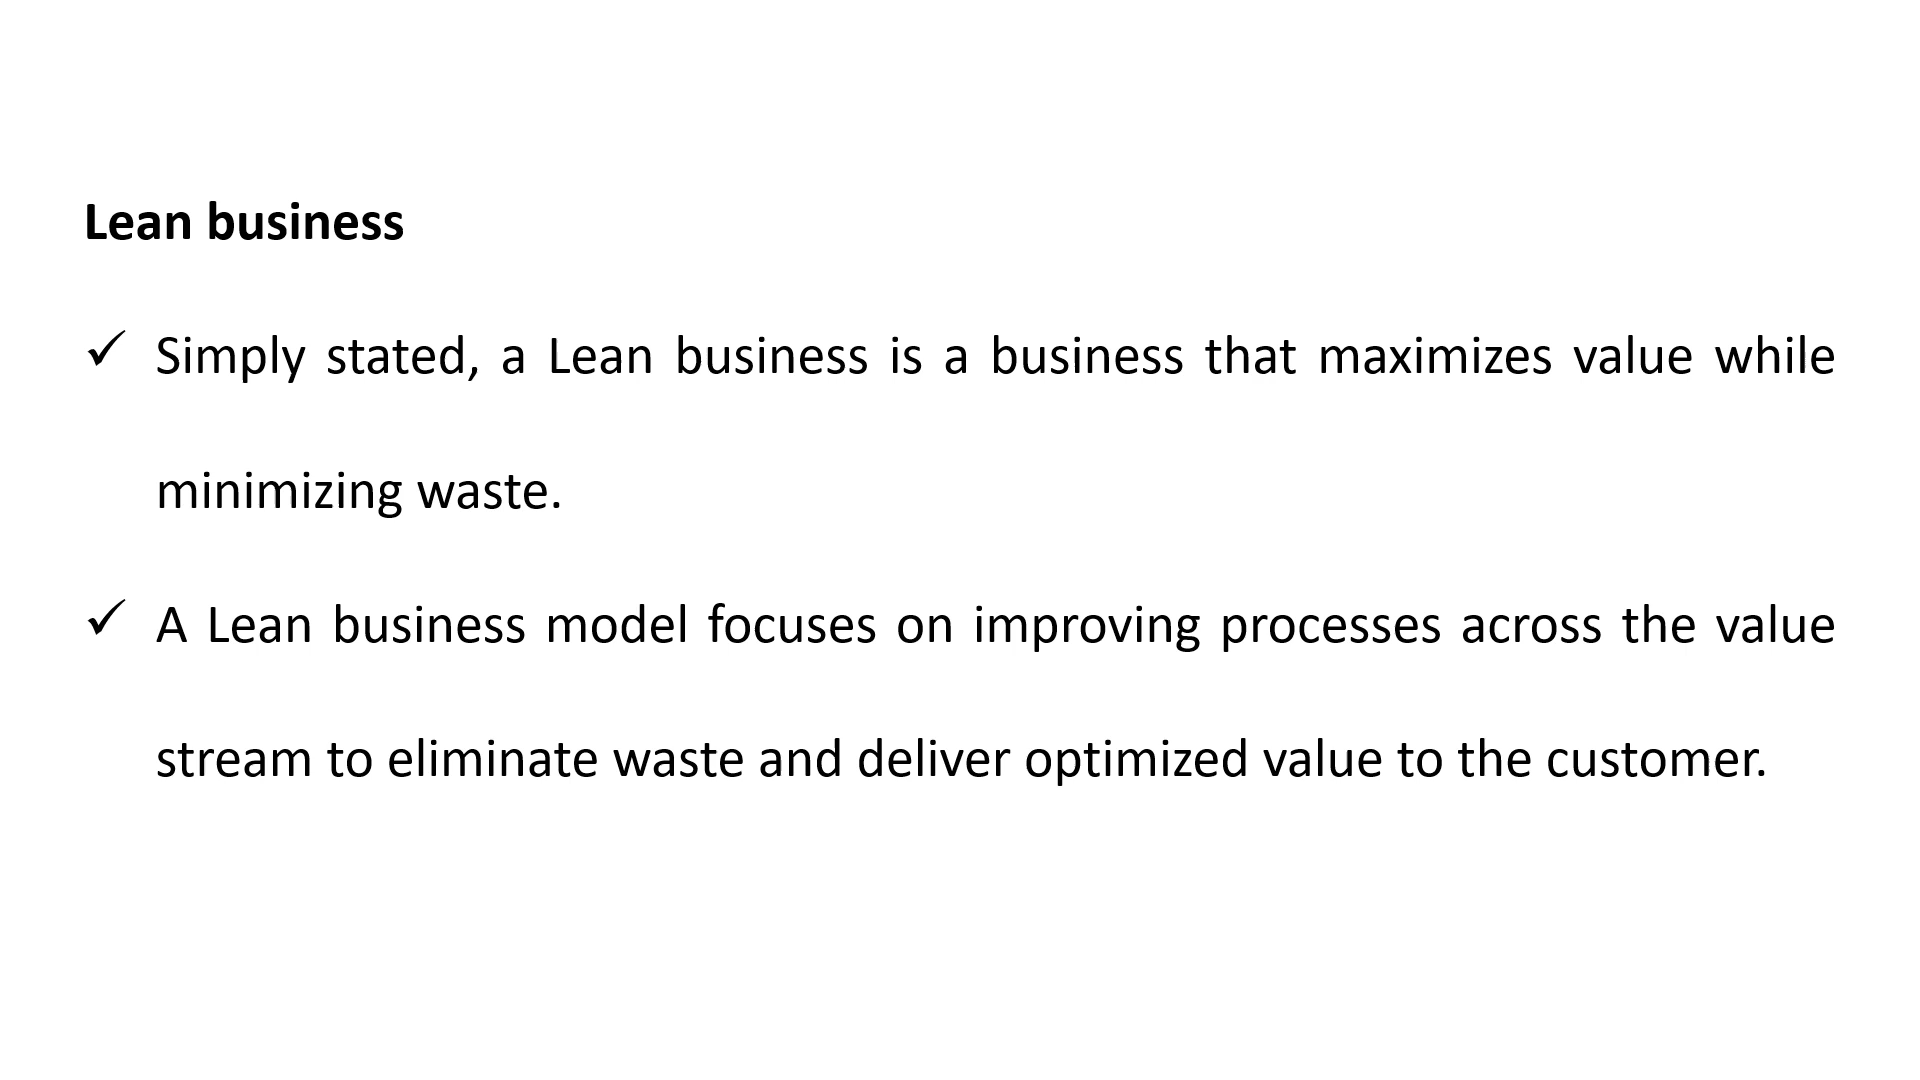 Lean business
✓ Simply stated, a Lean business is a business that maximizes value while
minimizing waste.
✓ A Lean business model focuses on improving processes across the value
stream to eliminate waste and deliver optimized value to the customer.